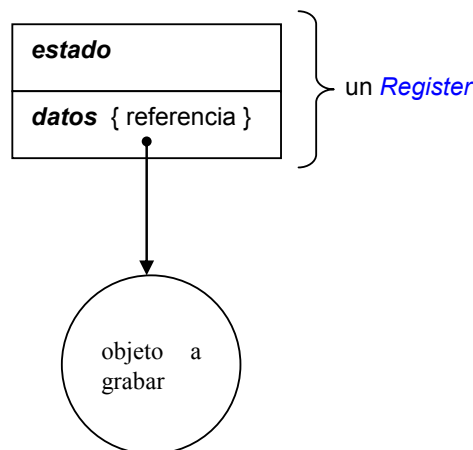 estado
un Register
datos { referencia }
objeto a
grabar